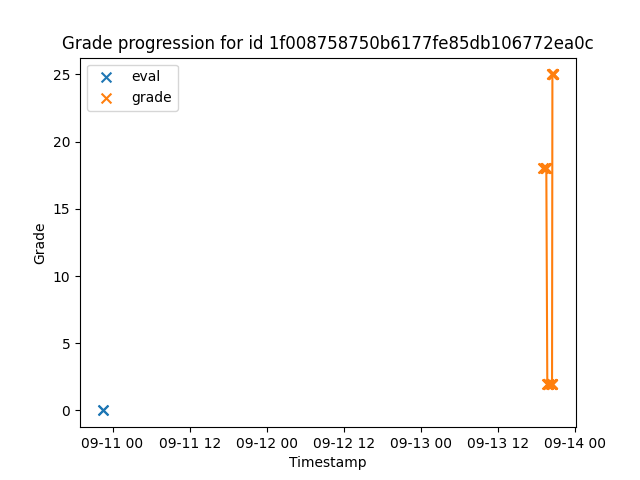 Grade progression for id 1f008758750b6177fe85db106772ea0c
eval
grade
25
20
15
10
5
0
Grade
09-11 00 09-11 12 09-12 00 09-12 12 09-13 00 09-13 12 09-14 00
Timestamp